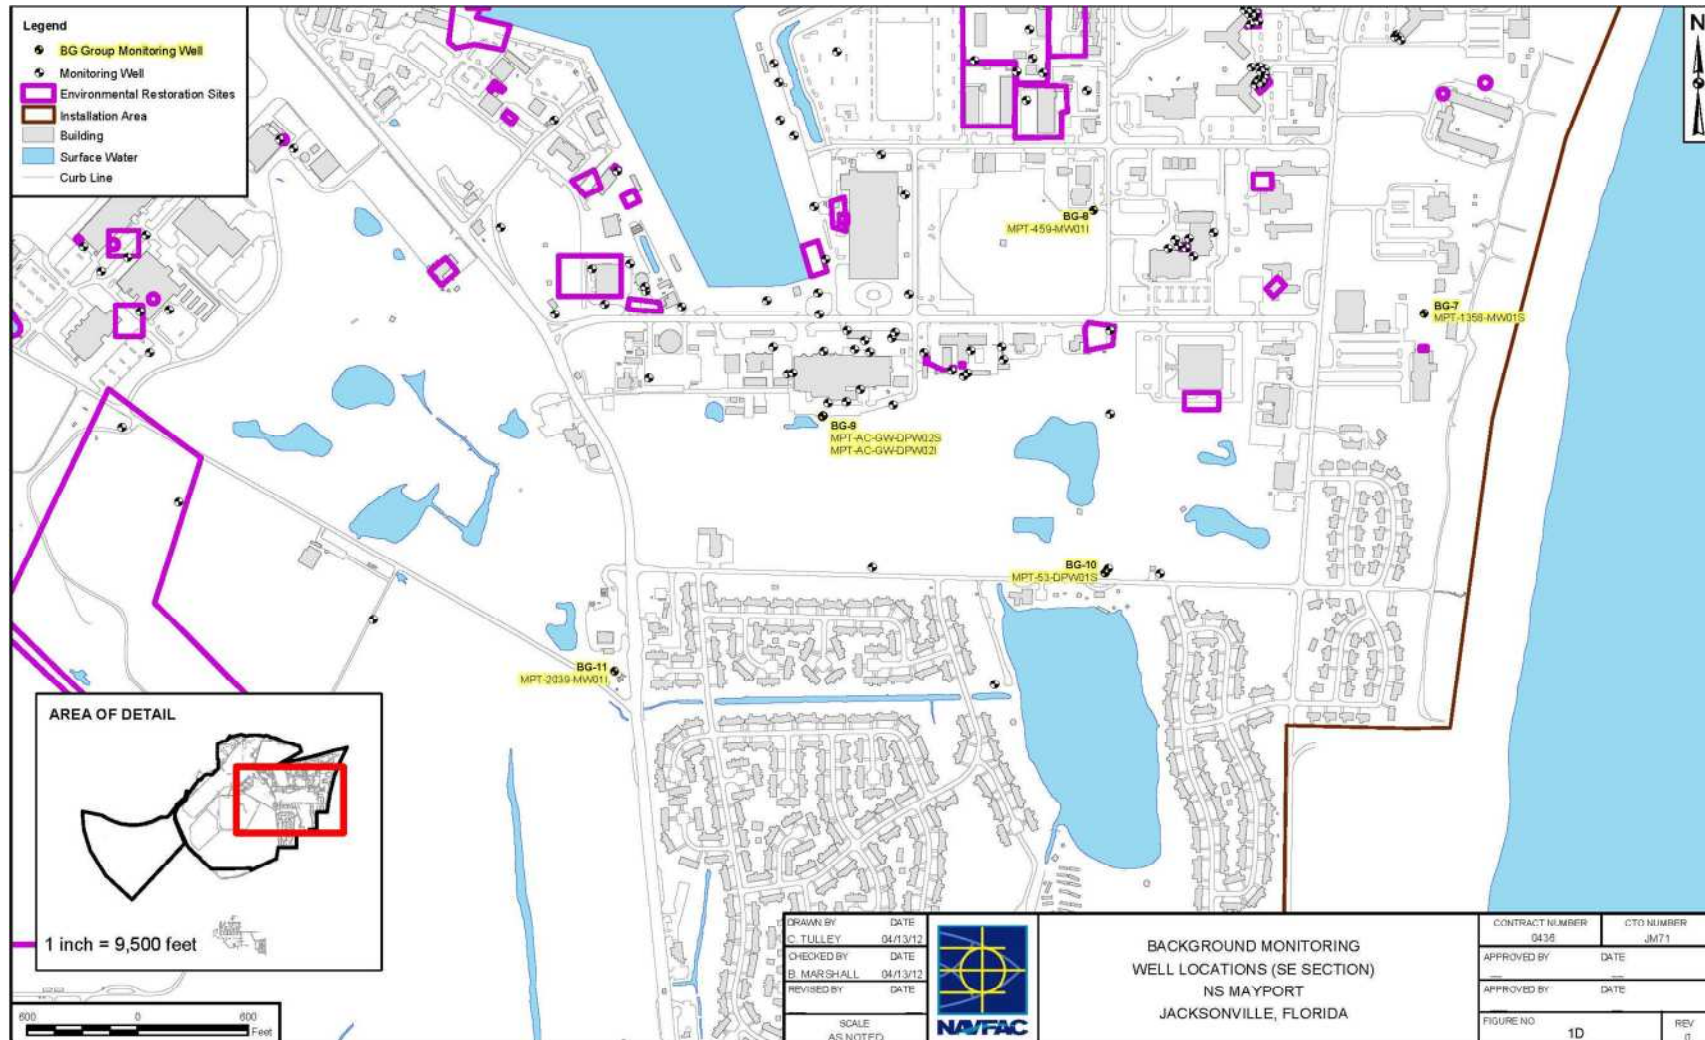 Legend
BG Group Monitoring Well
Monitoring Well
Environmental Restoration Sites
Installation Area
Building
Surface Water
Curb Line
N
BG-8
MPT-459-MW01I
BG-7
MPT-1358-MW01S
BG-9
MPT-AC-GW-DPW02S
MPT-AC-GW-DPW02I
BG-10
MPT-53-DPW01S
BG-11
MPT-2039-MW01I
AREA OF DETAIL
1 inch = 9,500 feet
600 0 600
Feet
DRAWN BY DATE
C. TULLEY 04/13/12
CHECKED BY DATE
B. MARSHALL 04/13/12
REVISED BY DATE
SCALE
AS NOTED
NAVFAC
BACKGROUND MONITORING
WELL LOCATIONS (SE SECTION)
NS MAYPORT
JACKSONVILLE, FLORIDA
CONTRACT NUMBER CTO NUMBER
0436 JM71
APPROVED BY DATE
APPROVED BY DATE
FIGURE NO. REV
1D 0